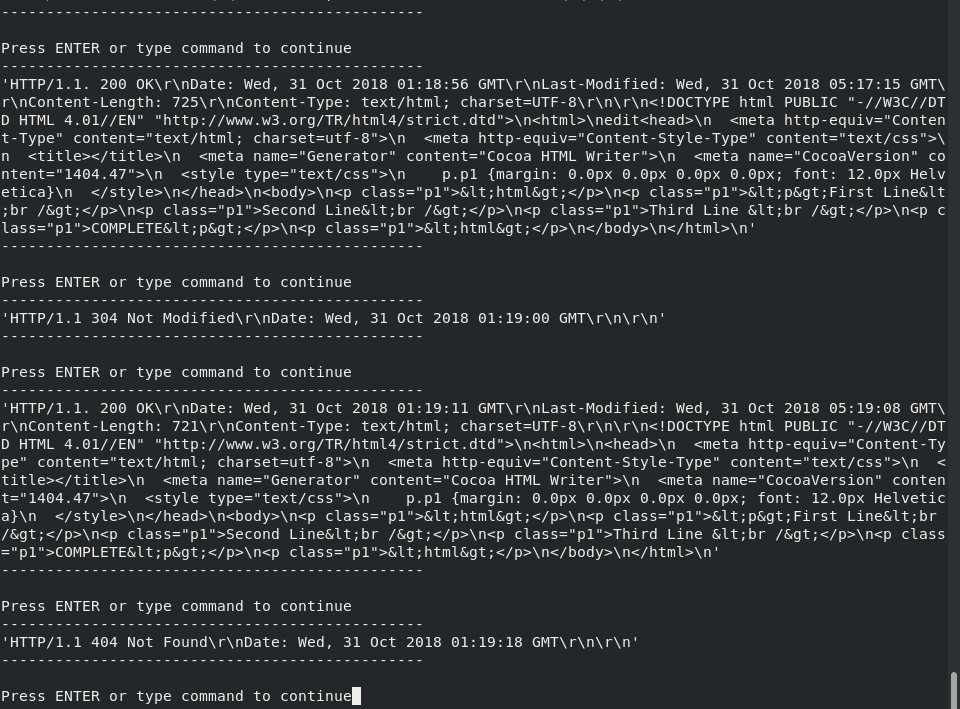 -----------------------------------------------
Press ENTER or type command to continue
-----------------------------------------------
'HTTP/1.1. 200 OK\r\nDate: Wed, 31 Oct 2018 01:18:56 GMT\r\nLast-Modified: Wed, 31 Oct 2018 05:17:15 GMT\
r\nContent-Length: 725\r\nContent-Type: text/html; charset=UTF-8\r\n\r\n<!DOCTYPE html PUBLIC "-//W3C//DT
D HTML 4.01//EN" "http://www.w3.org/TR/html4/strict.dtd">\n<html>\nedit<head>\n  <meta http-equiv="Conten
t-Type" content="text/html; charset=utf-8">\n  <meta http-equiv="Content-Style-Type" content="text/css">\
n  <title></title>\n  <meta name="Generator" content="Cocoa HTML Writer">\n  <meta name="CocoaVersion" co
ntent="1404.47">\n  <style type="text/css">\n    p.p1 {margin: 0.0px 0.0px 0.0px 0.0px; font: 12.0px Helv
etica}\n  </style>\n</head>\n<body>\n<p class="p1">&lt;html&gt;</p>\n<p class="p1">&lt;p&gt;First Line&lt
;br /&gt;</p>\n<p class="p1">Second Line&lt;br /&gt;</p>\n<p class="p1">Third Line &lt;br /&gt;</p>\n<p c
lass="p1">COMPLETE&lt;p&gt;</p>\n<p class="p1">&lt;html&gt;</p>\n</body>\n</html>\n'
-----------------------------------------------
Press ENTER or type command to continue
-----------------------------------------------
'HTTP/1.1 304 Not Modified\r\nDate: Wed, 31 Oct 2018 01:19:00 GMT\r\n\r\n'
-----------------------------------------------
Press ENTER or type command to continue
-----------------------------------------------
'HTTP/1.1. 200 OK\r\nDate: Wed, 31 Oct 2018 01:19:11 GMT\r\nLast-Modified: Wed, 31 Oct 2018 05:19:08 GMT\
r\nContent-Length: 721\r\nContent-Type: text/html; charset=UTF-8\r\n\r\n<!DOCTYPE html PUBLIC "-//W3C//DT
D HTML 4.01//EN" "http://www.w3.org/TR/html4/strict.dtd">\n<html>\n<head>\n  <meta http-equiv="Content-Ty
pe" content="text/html; charset=utf-8">\n  <meta http-equiv="Content-Style-Type" content="text/css">\n  <
title></title>\n  <meta name="Generator" content="Cocoa HTML Writer">\n  <meta name="CocoaVersion" conten
t="1404.47">\n  <style type="text/css">\n    p.p1 {margin: 0.0px 0.0px 0.0px 0.0px; font: 12.0px Helvetic
a}\n  </style>\n</head>\n<body>\n<p class="p1">&lt;html&gt;</p>\n<p class="p1">&lt;p&gt;First Line&lt;br 
/&gt;</p>\n<p class="p1">Second Line&lt;br /&gt;</p>\n<p class="p1">Third Line &lt;br /&gt;</p>\n<p class
="p1">COMPLETE&lt;p&gt;</p>\n<p class="p1">&lt;html&gt;</p>\n</body>\n</html>\n'
-----------------------------------------------
Press ENTER or type command to continue
-----------------------------------------------
'HTTP/1.1 404 Not Found\r\nDate: Wed, 31 Oct 2018 01:19:18 GMT\r\n\r\n'
-----------------------------------------------
Press ENTER or type command to continue